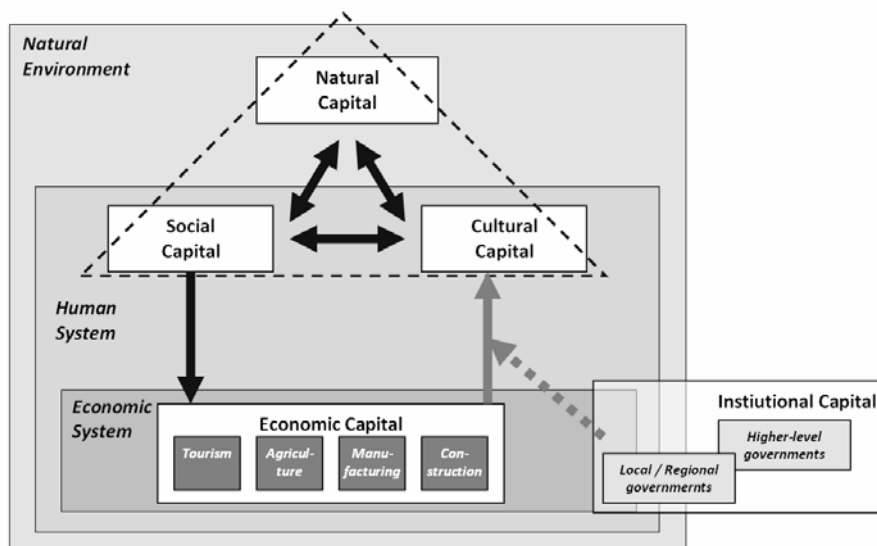 Natural
Environment
Natural
Capital
Social
Capital
Cultural
Capital
Human
System
Economic
System
Economic Capital
Tourism
Agricul-
ture
Manu-
facturing
Con-
struction
Instiutional Capital
Higher-level
governments
Local / Regional
governernts